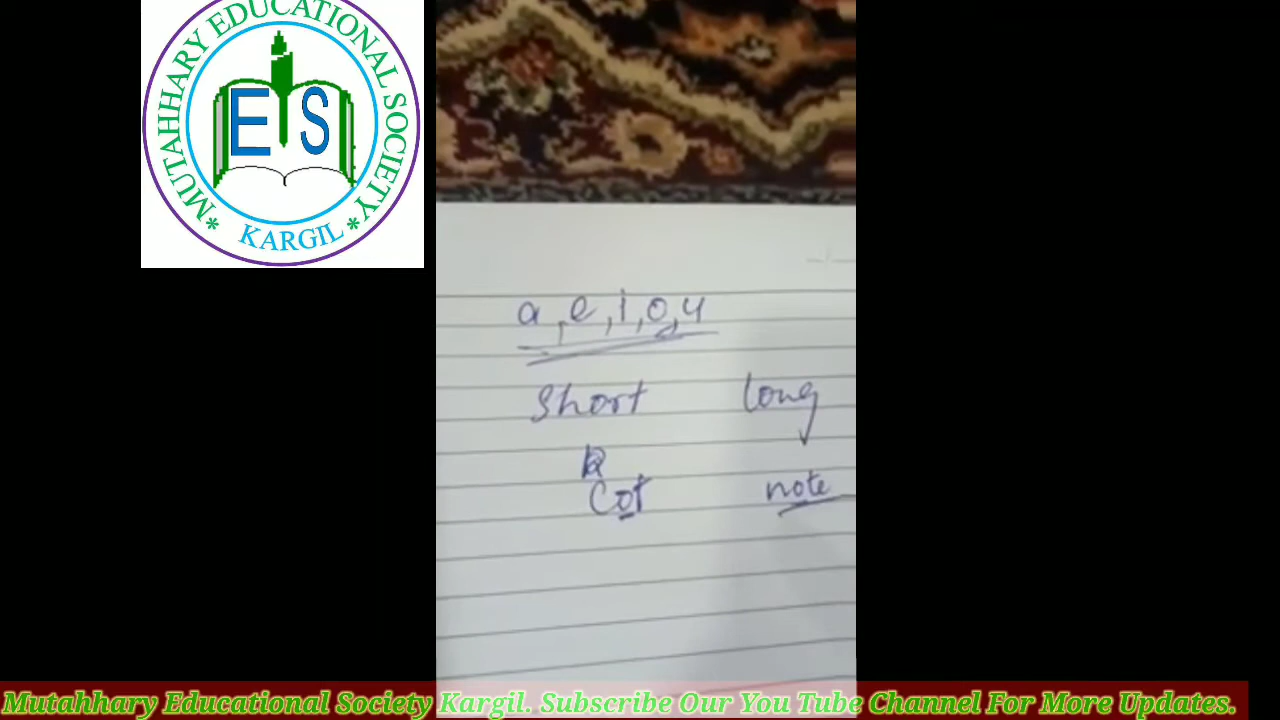 MUTAHHARY EDUCATIONAL SOCIETY
E S
* KARGIL *
a, e, i, o, u
Short long
Cot note
Mutahhary Educational Society Kargil. Subscribe Our You Tube Channel For More Updates.